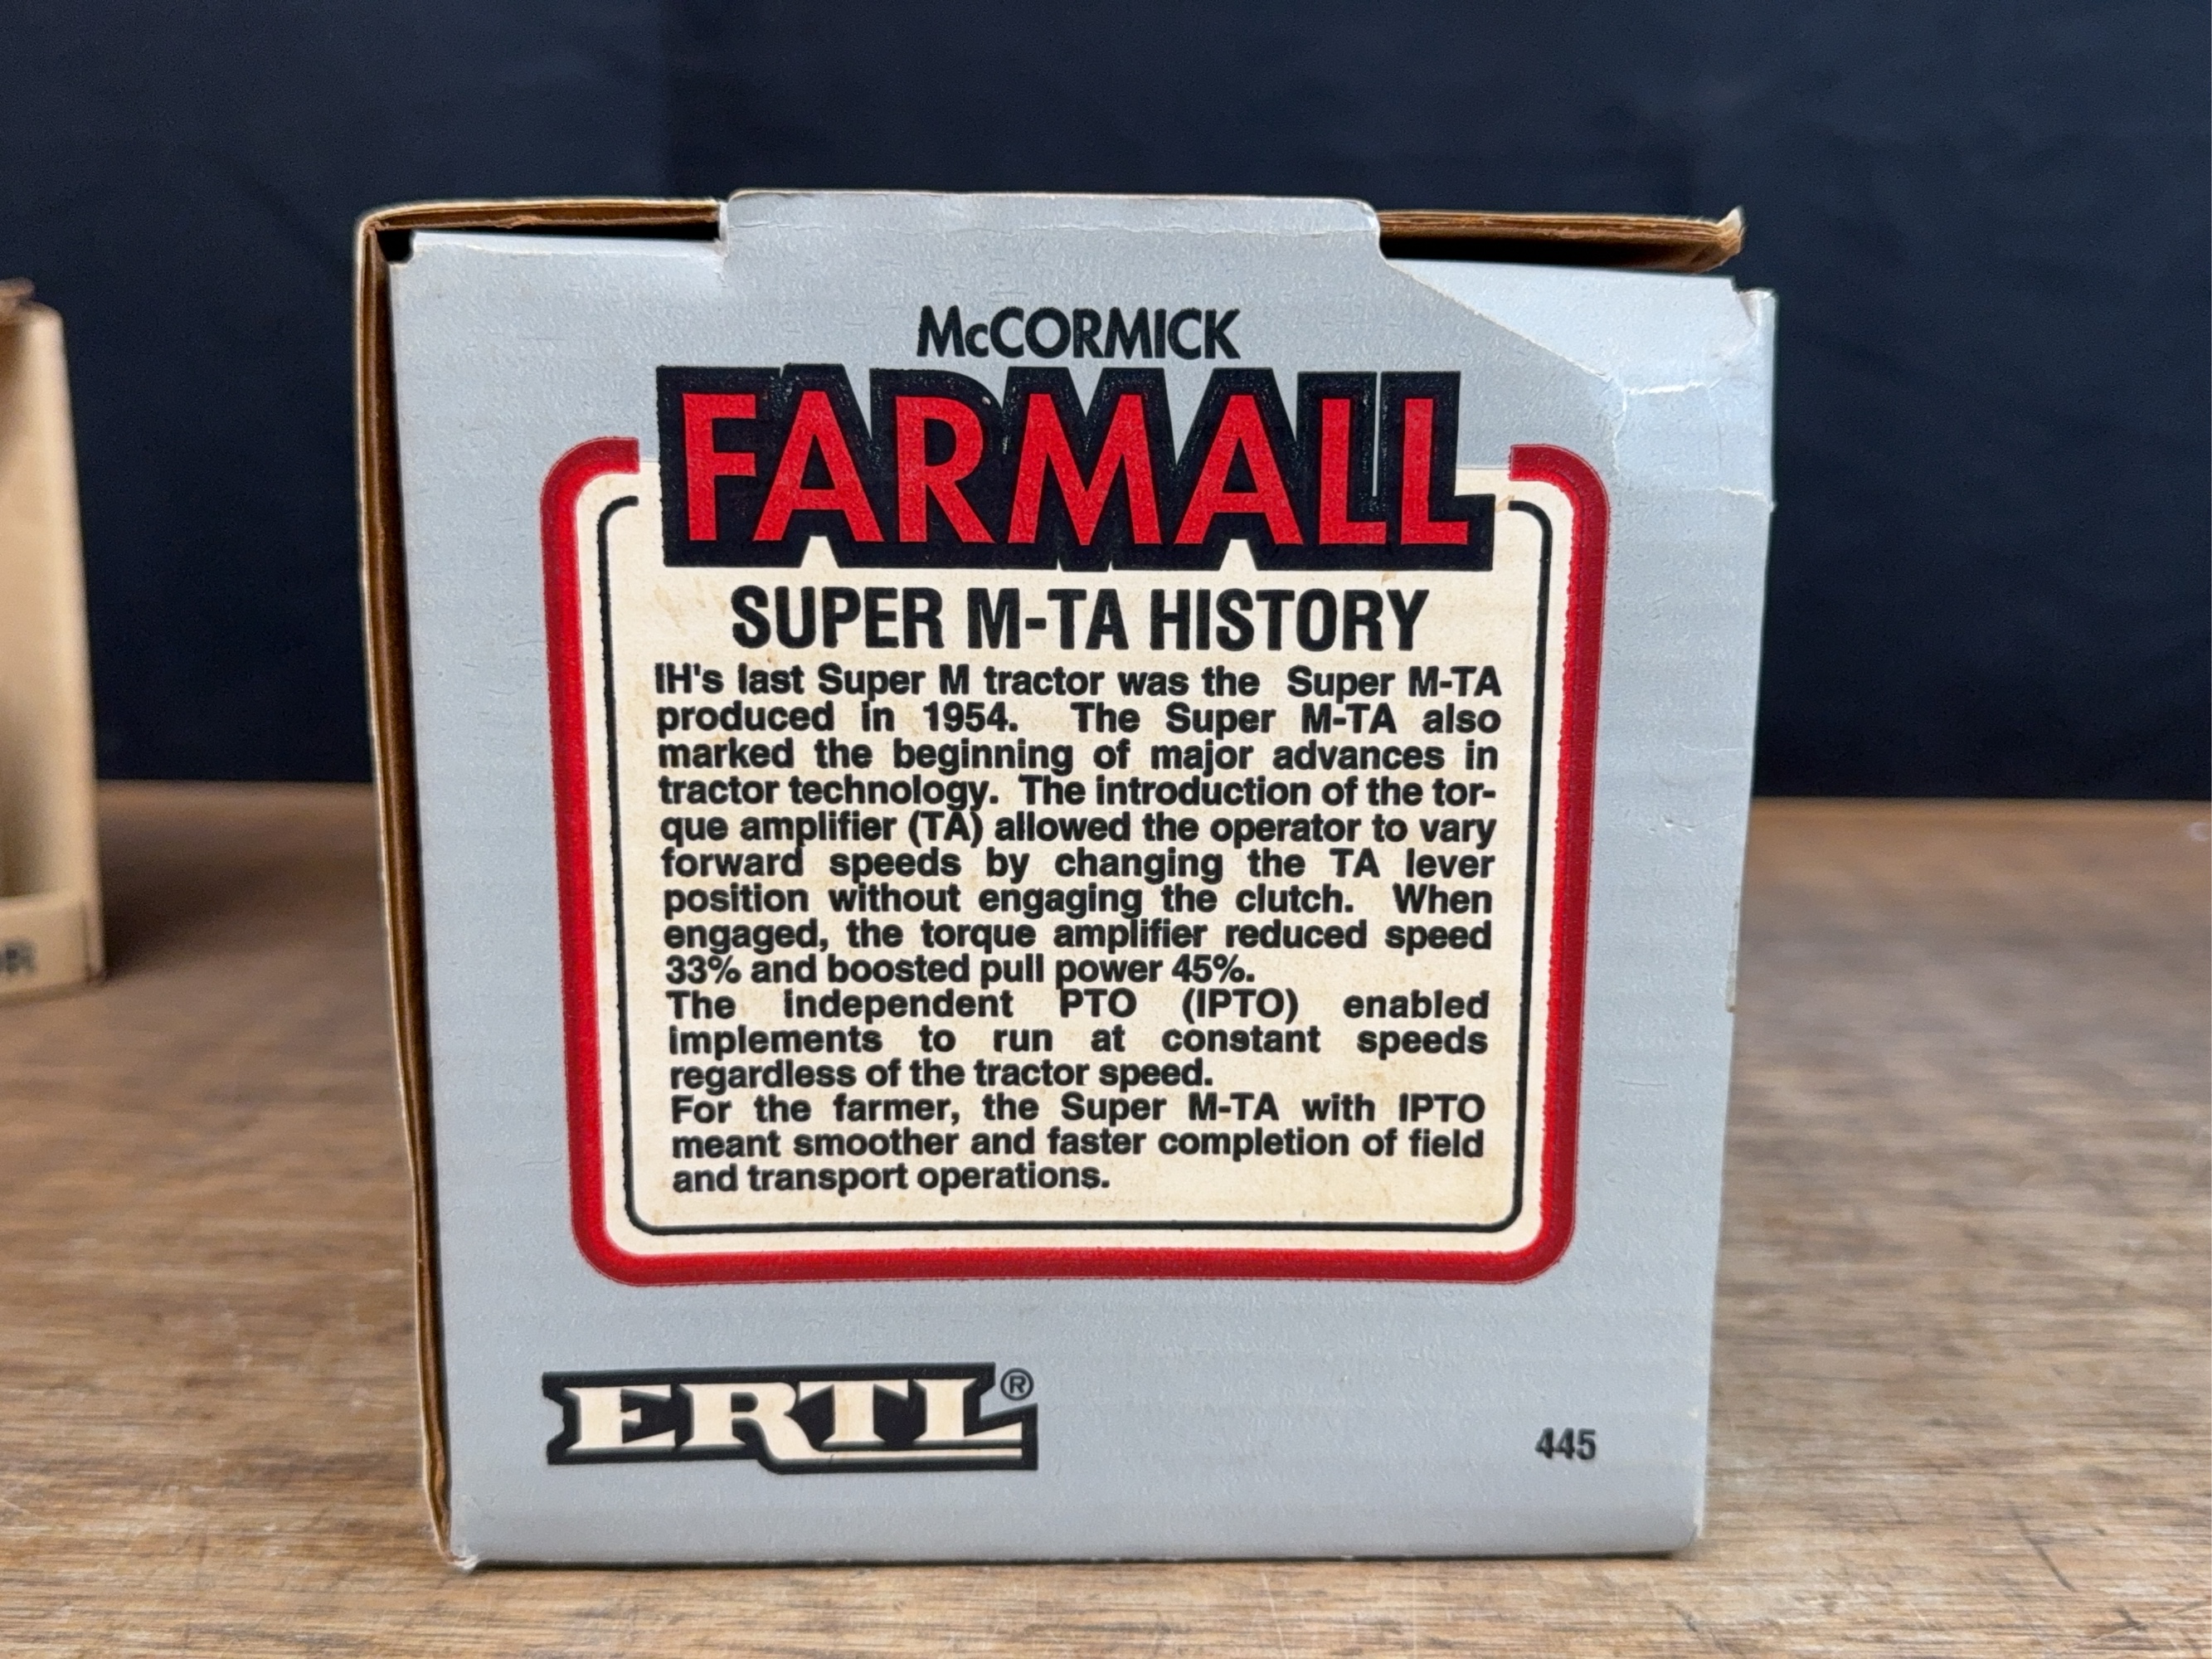 McCORMICK
FARMALL
SUPER M-TA HISTORY
IH's last Super M tractor was the Super M-TA
produced in 1954. The Super M-TA also
marked the beginning of major advances in
tractor technology. The introduction of the tor-
que amplifier (TA) allowed the operator to vary
forward speeds by changing the TA lever
position without engaging the clutch. When
engaged, the torque amplifier reduced speed
33% and boosted pull power 45%.
The Independent PTO (IPTO) enabled
implements to run at constant speeds
regardless of the tractor speed.
For the farmer, the Super M-TA with IPTO
meant smoother and faster completion of field
and transport operations.
ERTL®
445